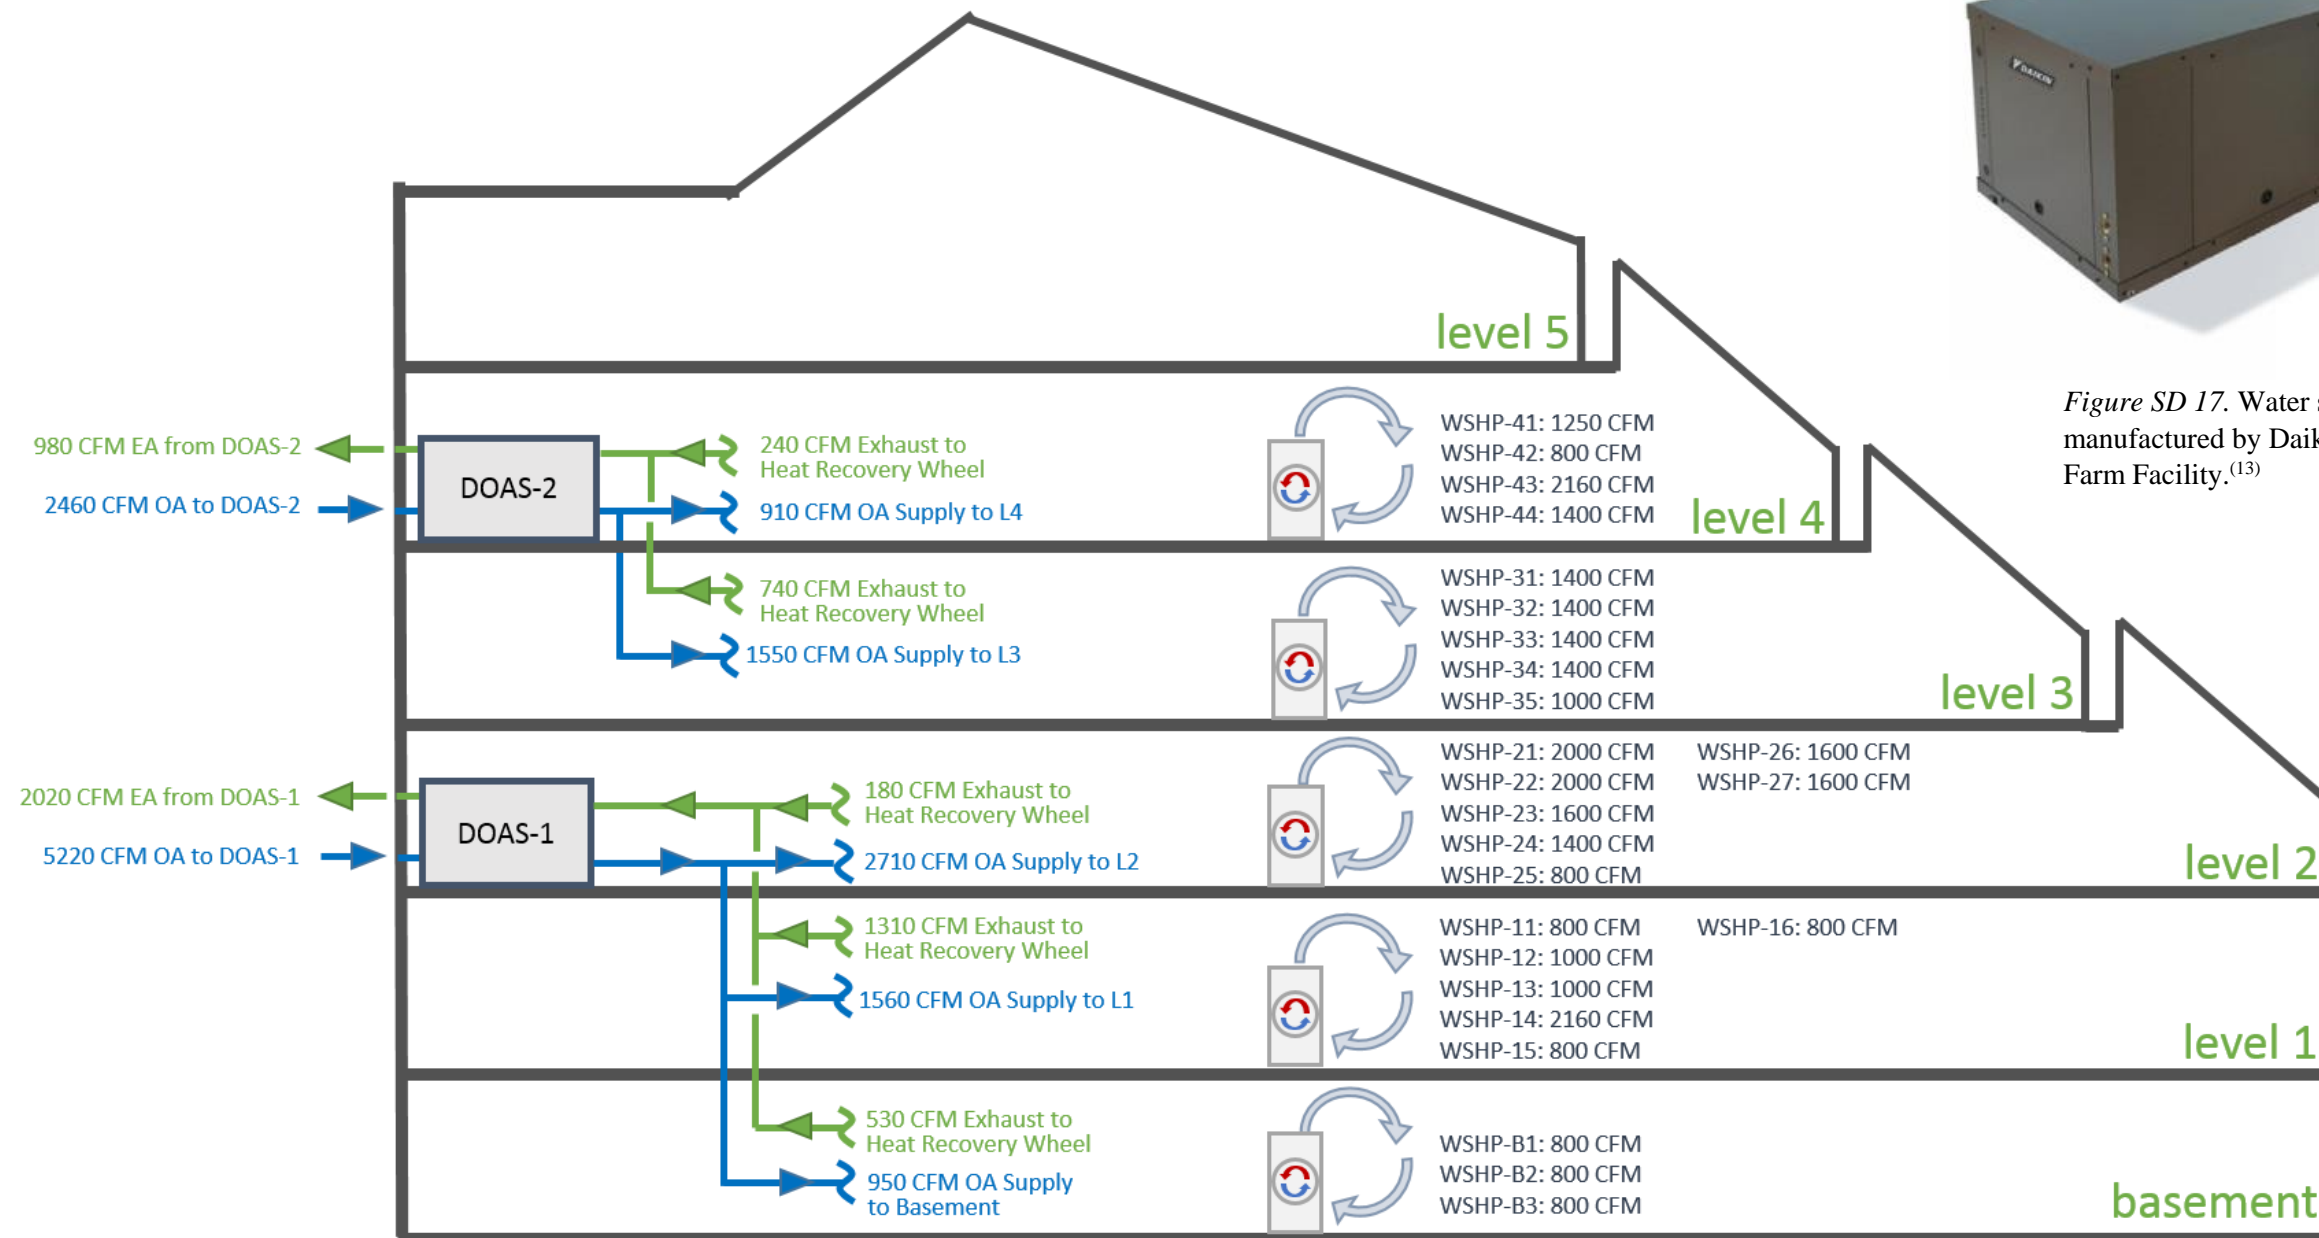 DAIKIN
level 5
Figure SD 17. Water
manufactured by Daik
Farm Facility.(13)
980 CFM EA from DOAS-2
2460 CFM OA to DOAS-2
DOAS-2
240 CFM Exhaust to
Heat Recovery Wheel
910 CFM OA Supply to L4
WSHP-41: 1250 CFM
WSHP-42: 800 CFM
WSHP-43: 2160 CFM
WSHP-44: 1400 CFM
level 4
740 CFM Exhaust to
Heat Recovery Wheel
1550 CFM OA Supply to L3
WSHP-31: 1400 CFM
WSHP-32: 1400 CFM
WSHP-33: 1400 CFM
WSHP-34: 1400 CFM
WSHP-35: 1000 CFM
level 3
2020 CFM EA from DOAS-1
5220 CFM OA to DOAS-1
DOAS-1
180 CFM Exhaust to
Heat Recovery Wheel
2710 CFM OA Supply to L2
WSHP-21: 2000 CFM
WSHP-22: 2000 CFM
WSHP-23: 1600 CFM
WSHP-24: 1400 CFM
WSHP-25: 800 CFM
WSHP-26: 1600 CFM
WSHP-27: 1600 CFM
level 2
1310 CFM Exhaust to
Heat Recovery Wheel
1560 CFM OA Supply to L1
WSHP-11: 800 CFM
WSHP-12: 1000 CFM
WSHP-13: 1000 CFM
WSHP-14: 2160 CFM
WSHP-15: 800 CFM
WSHP-16: 800 CFM
level 1
530 CFM Exhaust to
Heat Recovery Wheel
950 CFM OA Supply
to Basement
WSHP-B1: 800 CFM
WSHP-B2: 800 CFM
WSHP-B3: 800 CFM
basement